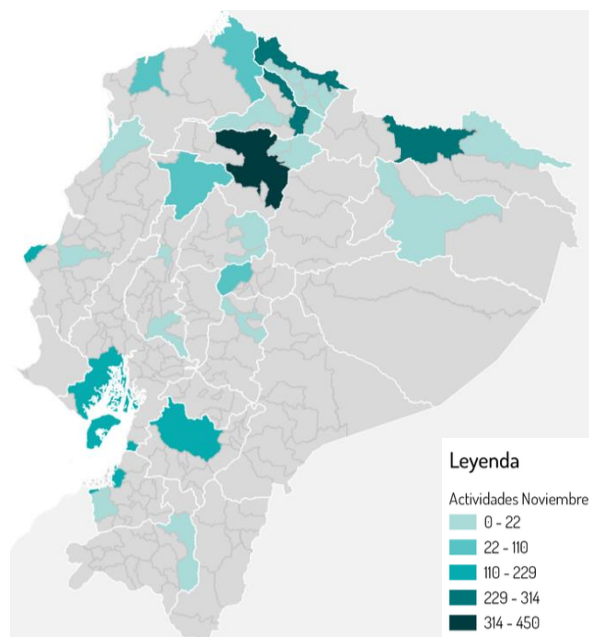 Leyenda
Actividades Noviembre
0 - 22
22 - 110
110 - 229
229 - 314
314 - 450